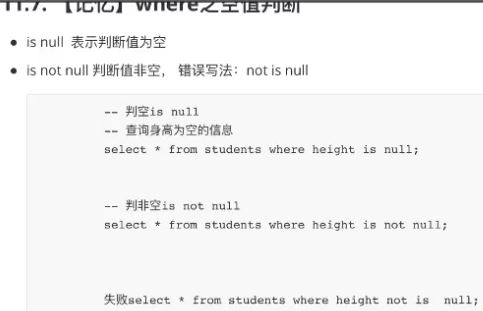 11.7. 【记忆】where之空值判断
is null 表示判断值为空
is not null 判断值非空， 错误写法：not is null
-- 判空is null
-- 查询身高为空的信息
select * from students where height is null;
-- 判非空is not null
select * from students where height is not null;
失败select * from students where height not is  null;